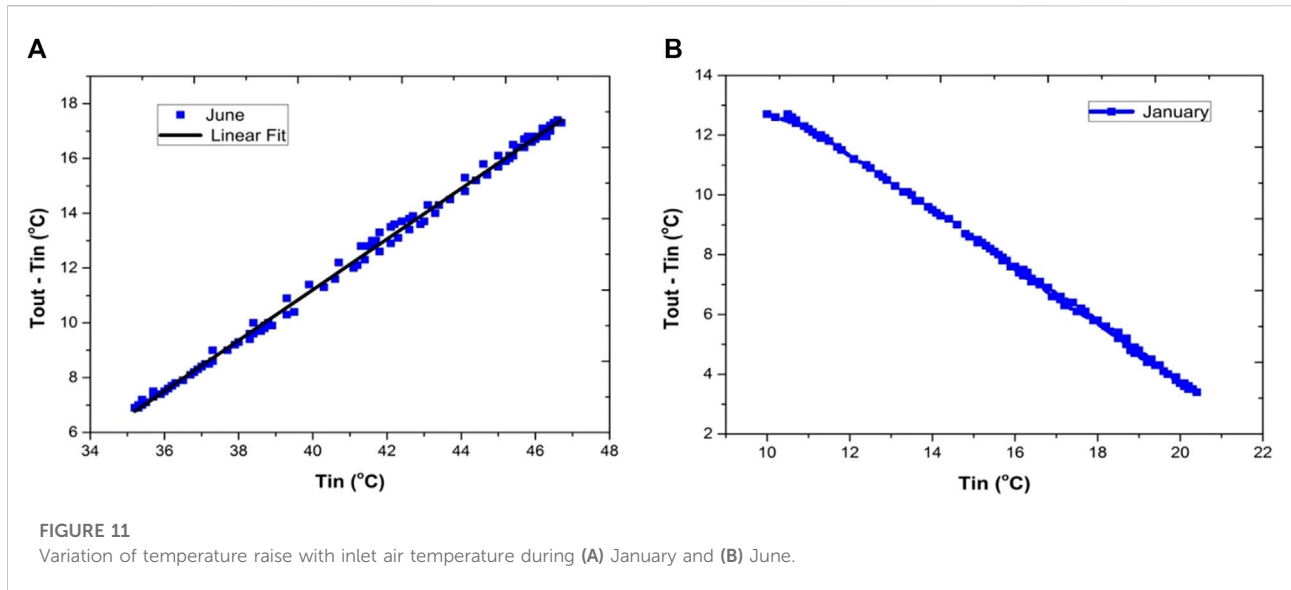 A
June
Linear Fit
18
16
14
12
10
8
6
34 36 38 40 42 44 46 48
Tout - Tin (°C)
Tin (°C)
B
January
14
12
10
8
6
4
2
10 12 14 16 18 20 22
Tout - Tin (°C)
Tin (°C)
FIGURE 11
Variation of temperature raise with inlet air temperature during (A) January and (B) June.